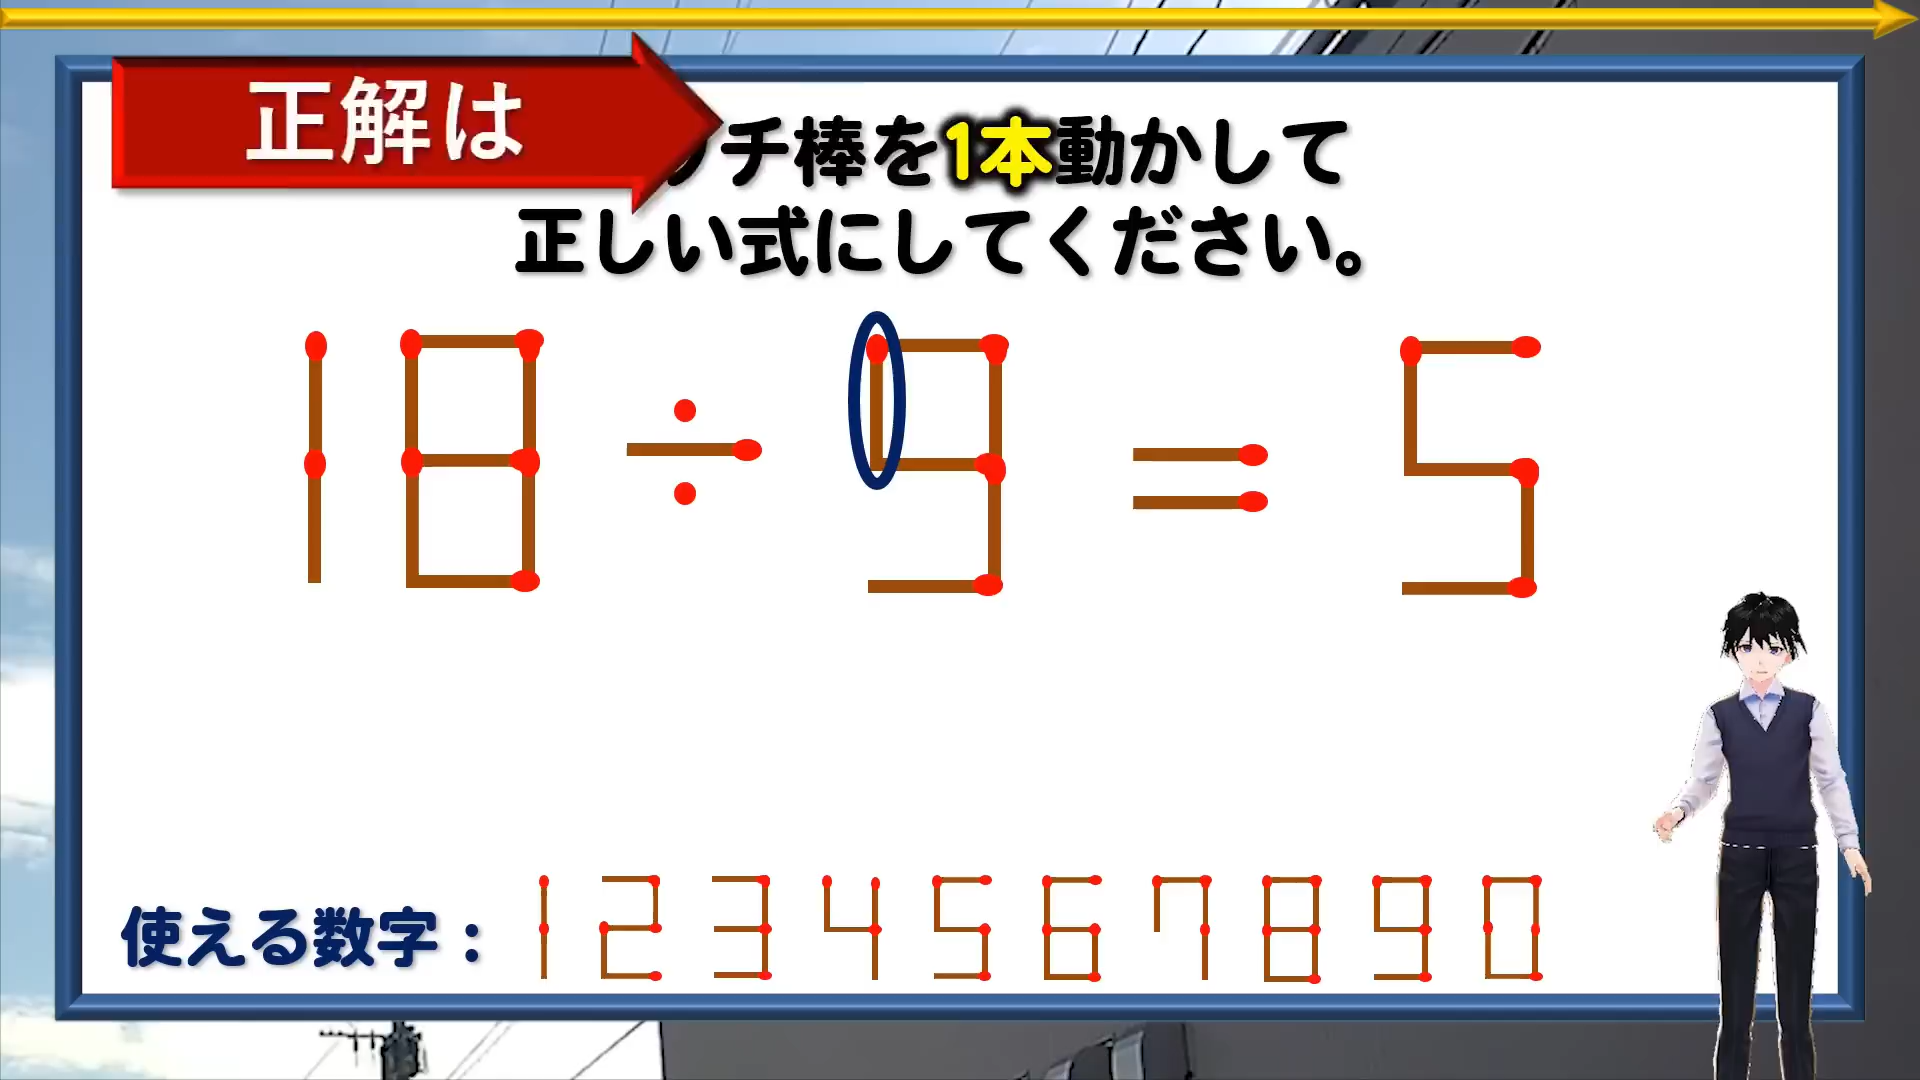 正解は
チ棒を1本動かして
正しい式にしてください。
18÷9=5
使える数字：1234567890